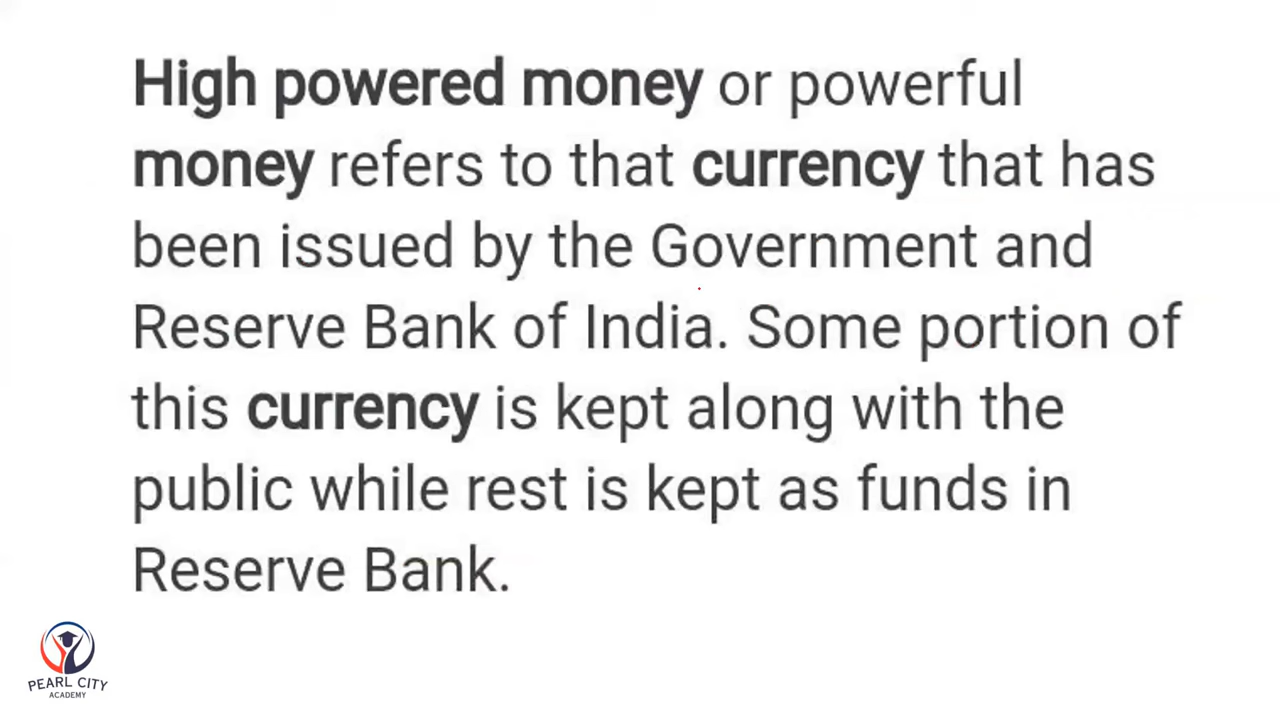 High powered money or powerful
money refers to that currency that has
been issued by the Government and
Reserve Bank of India. Some portion of
this currency is kept along with the
public while rest is kept as funds in
Reserve Bank.
PEARL CITY
ACADEMY